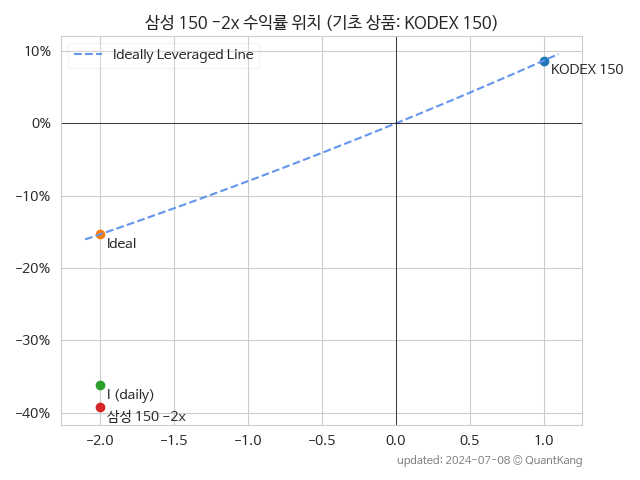 삼성 150 -2x 수익률 위치 (기초 상품: KODEX 150)
10%
Ideally Leveraged Line
KODEX 150
0%
-10%
Ideal
-20%
-30%
I (daily)
-40%
삼성 150 -2x
-2.0 -1.5 -1.0 -0.5 0.0 0.5 1.0
updated: 2024-07-08 © QuantKang